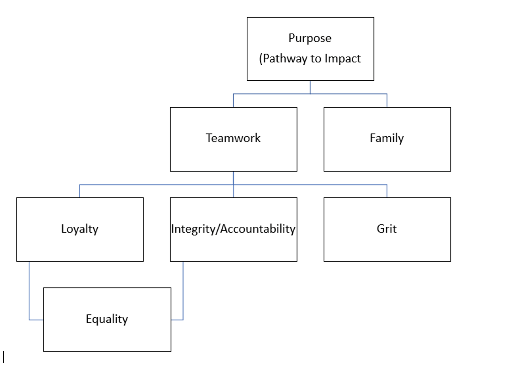 Purpose
(Pathway to Impact
Teamwork
Family
Loyalty
Integrity/Accountability
Grit
Equality